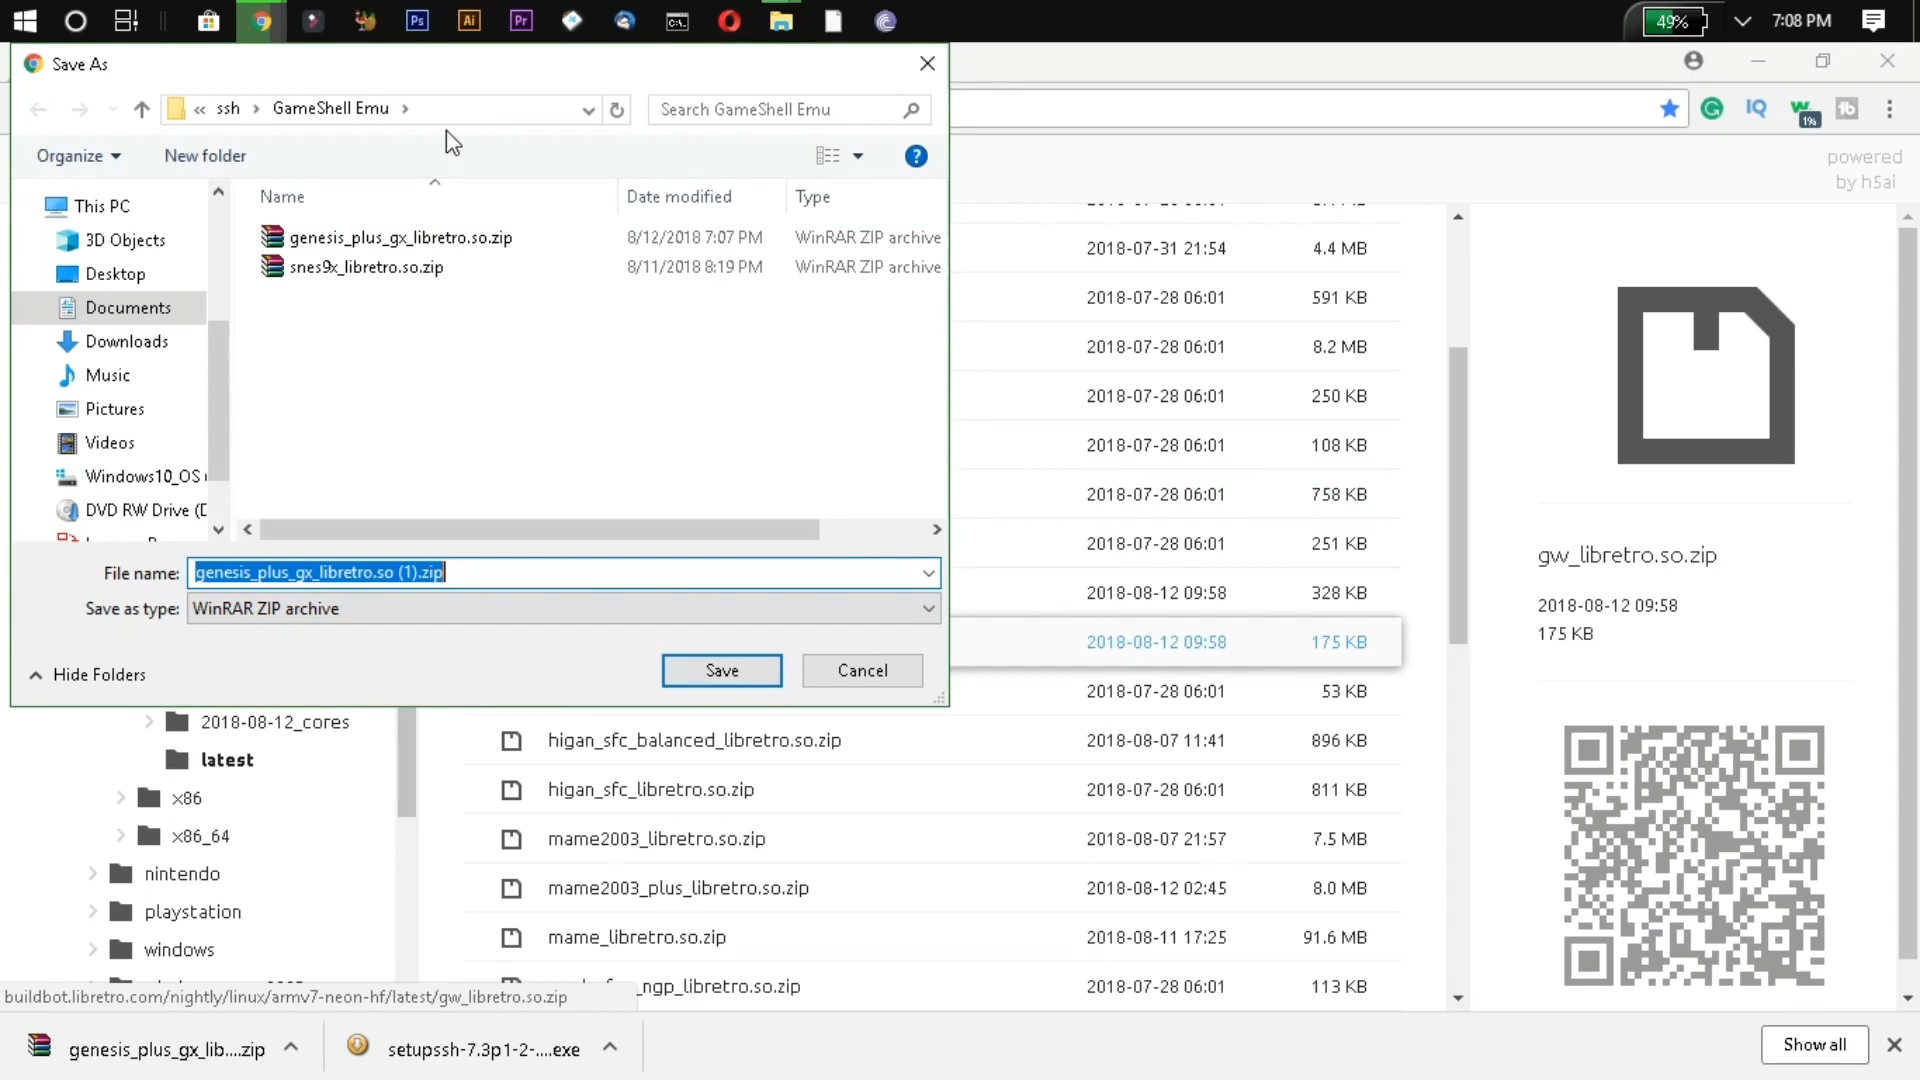 Ps
Ai
Pr
C:\.
49%
7:08 PM
Save As
« ssh › GameShell Emu ›
Search GameShell Emu
IQ
1%
tb
Organize
New folder
?
powered
by h5ai
This PC
3D Objects
Desktop
Documents
Downloads
Music
Pictures
Videos
Windows10_OS
DVD RW Drive (D
Name
Date modified
Type
genesis_plus_gx_libretro.so.zip
8/12/2018 7:07 PM
WinRAR ZIP archive
snes9x_libretro.so.zip
8/11/2018 8:19 PM
WinRAR ZIP archive
File name:
genesis_plus_gx_libretro.so (1).zip
Save as type:
WinRAR ZIP archive
Hide Folders
Save
Cancel
2018-07-31 21:54 4.4 MB
2018-07-28 06:01 591 KB
2018-07-28 06:01 8.2 MB
2018-07-28 06:01 250 KB
2018-07-28 06:01 108 KB
2018-07-28 06:01 758 KB
2018-07-28 06:01 251 KB
2018-08-12 09:58 328 KB
2018-08-12 09:58 175 KB
2018-07-28 06:01 53 KB
higan_sfc_balanced_libretro.so.zip 2018-08-07 11:41 896 KB
higan_sfc_libretro.so.zip 2018-07-28 06:01 811 KB
mame2003_libretro.so.zip 2018-08-07 21:57 7.5 MB
mame2003_plus_libretro.so.zip 2018-08-12 02:45 8.0 MB
mame_libretro.so.zip 2018-08-11 17:25 91.6 MB
_ngp_libretro.so.zip 2018-07-28 06:01 113 KB
gw_libretro.so.zip
2018-08-12 09:58
175 KB
2018-08-12_cores
latest
x86
x86_64
nintendo
playstation
windows
buildbot.libretro.com/nightly/linux/armv7-neon-hf/latest/gw_libretro.so.zip
genesis_plus_gx_lib....zip
setupssh-7.3p1-2-....exe
Show all